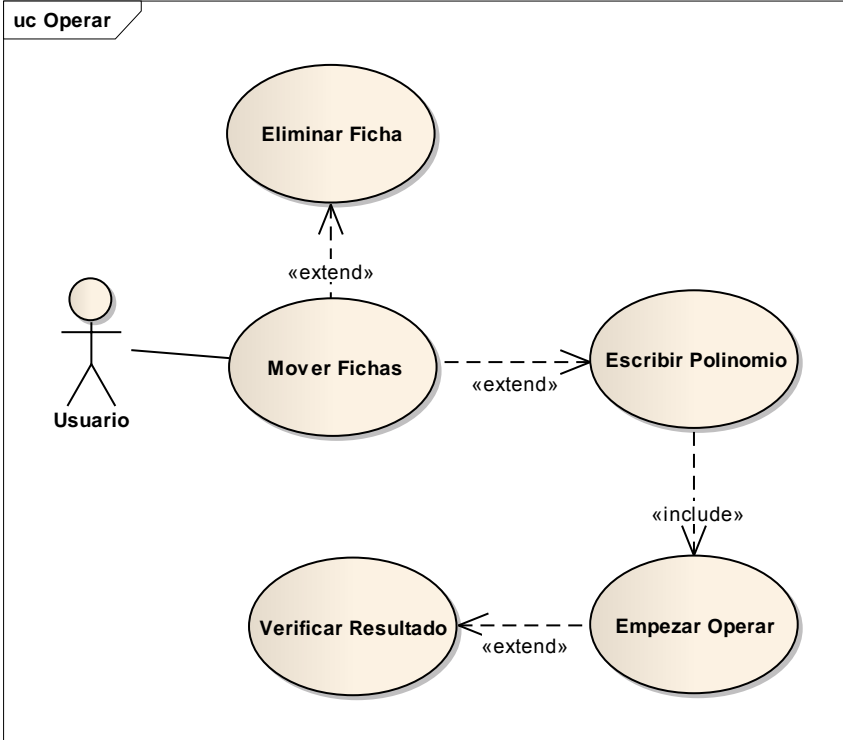 uc Operar
Eliminar Ficha
«extend»
Mover Fichas
Escribir Polinomio
«extend»
Usuario
«include»
Verificar Resultado
Empezar Operar
«extend»